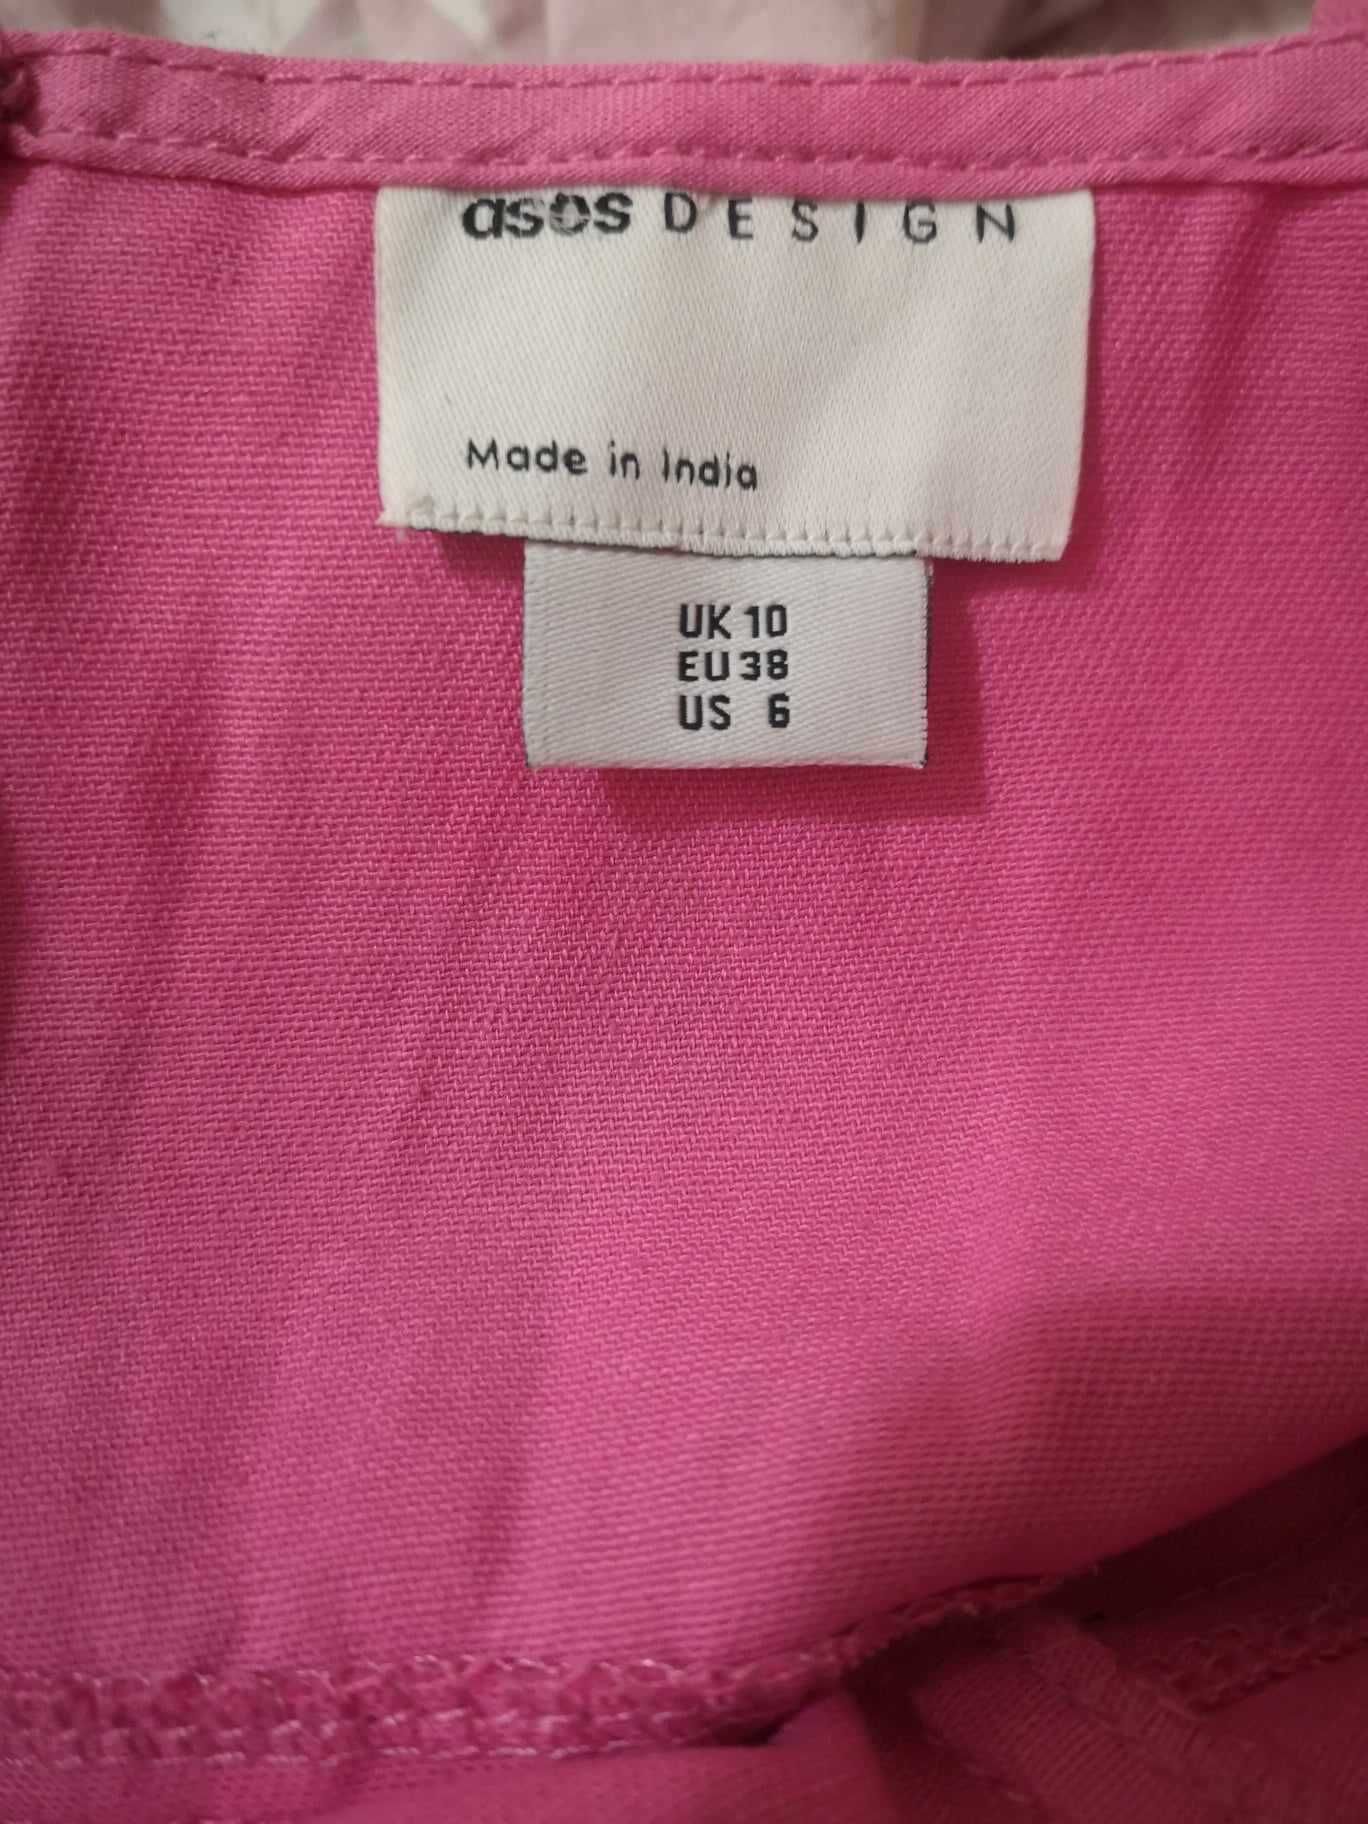 asos DESIGN
Made in India
UK 10
EU 38
US 6